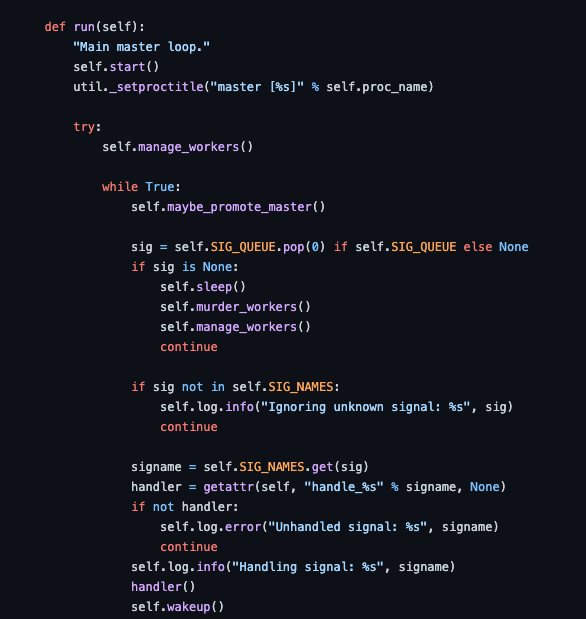 def run(self):
    "Main master loop."
    self.start()
    util._setproctitle("master [%s]" % self.proc_name)

    try:
        self.manage_workers()

        while True:
            self.maybe_promote_master()

            sig = self.SIG_QUEUE.pop(0) if self.SIG_QUEUE else None
            if sig is None:
                self.sleep()
                self.murder_workers()
                self.manage_workers()
                continue

            if sig not in self.SIG_NAMES:
                self.log.info("Ignoring unknown signal: %s", sig)
                continue

            signame = self.SIG_NAMES.get(sig)
            handler = getattr(self, "handle_%s" % signame, None)
            if not handler:
                self.log.error("Unhandled signal: %s", signame)
                continue
            self.log.info("Handling signal: %s", signame)
            handler()
            self.wakeup()